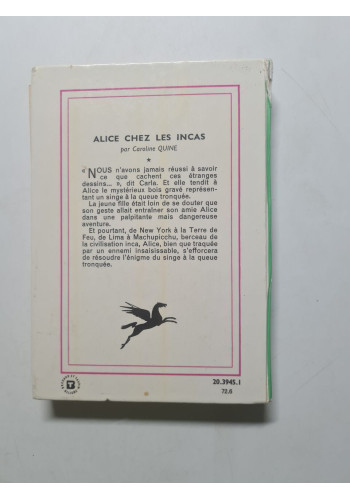 ALICE CHEZ LES INCAS
par Caroline QUINE
*
« NOUS n'avons jamais réussi à savoir
ce que cachent ces étranges
dessins... », dit Carla. Et elle tendit à
Alice le mystérieux bois gravé représen-
tant un singe à la queue tronquée.
La jeune fille était loin de se douter que
son geste allait entraîner son amie Alice
dans une palpitante mais dangereuse
aventure.
Et pourtant, de New York à la Terre de
Feu, de Lima à Machupicchu, berceau de
la civilisation inca, Alice, bien que traquée
par un ennemi insaisissable, s'efforcera
de résoudre l'énigme du singe à la queue
tronquée.
20.3945.1
72.6